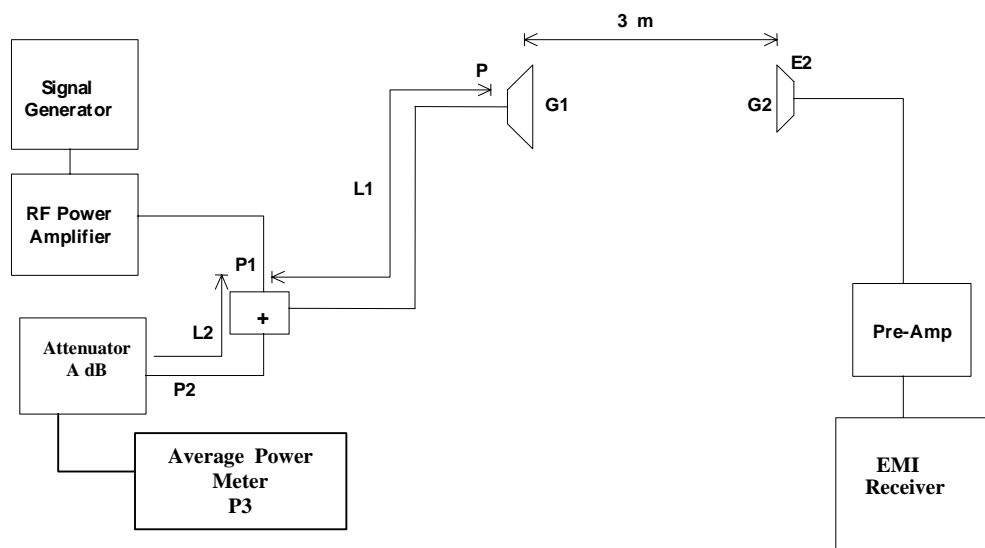 3 m
P
E2
G1
G2
Signal
Generator
L1
RF Power
Amplifier
P1
+
L2
Attenuator
A dB
P2
Pre-Amp
Average Power
Meter
P3
EMI
Receiver